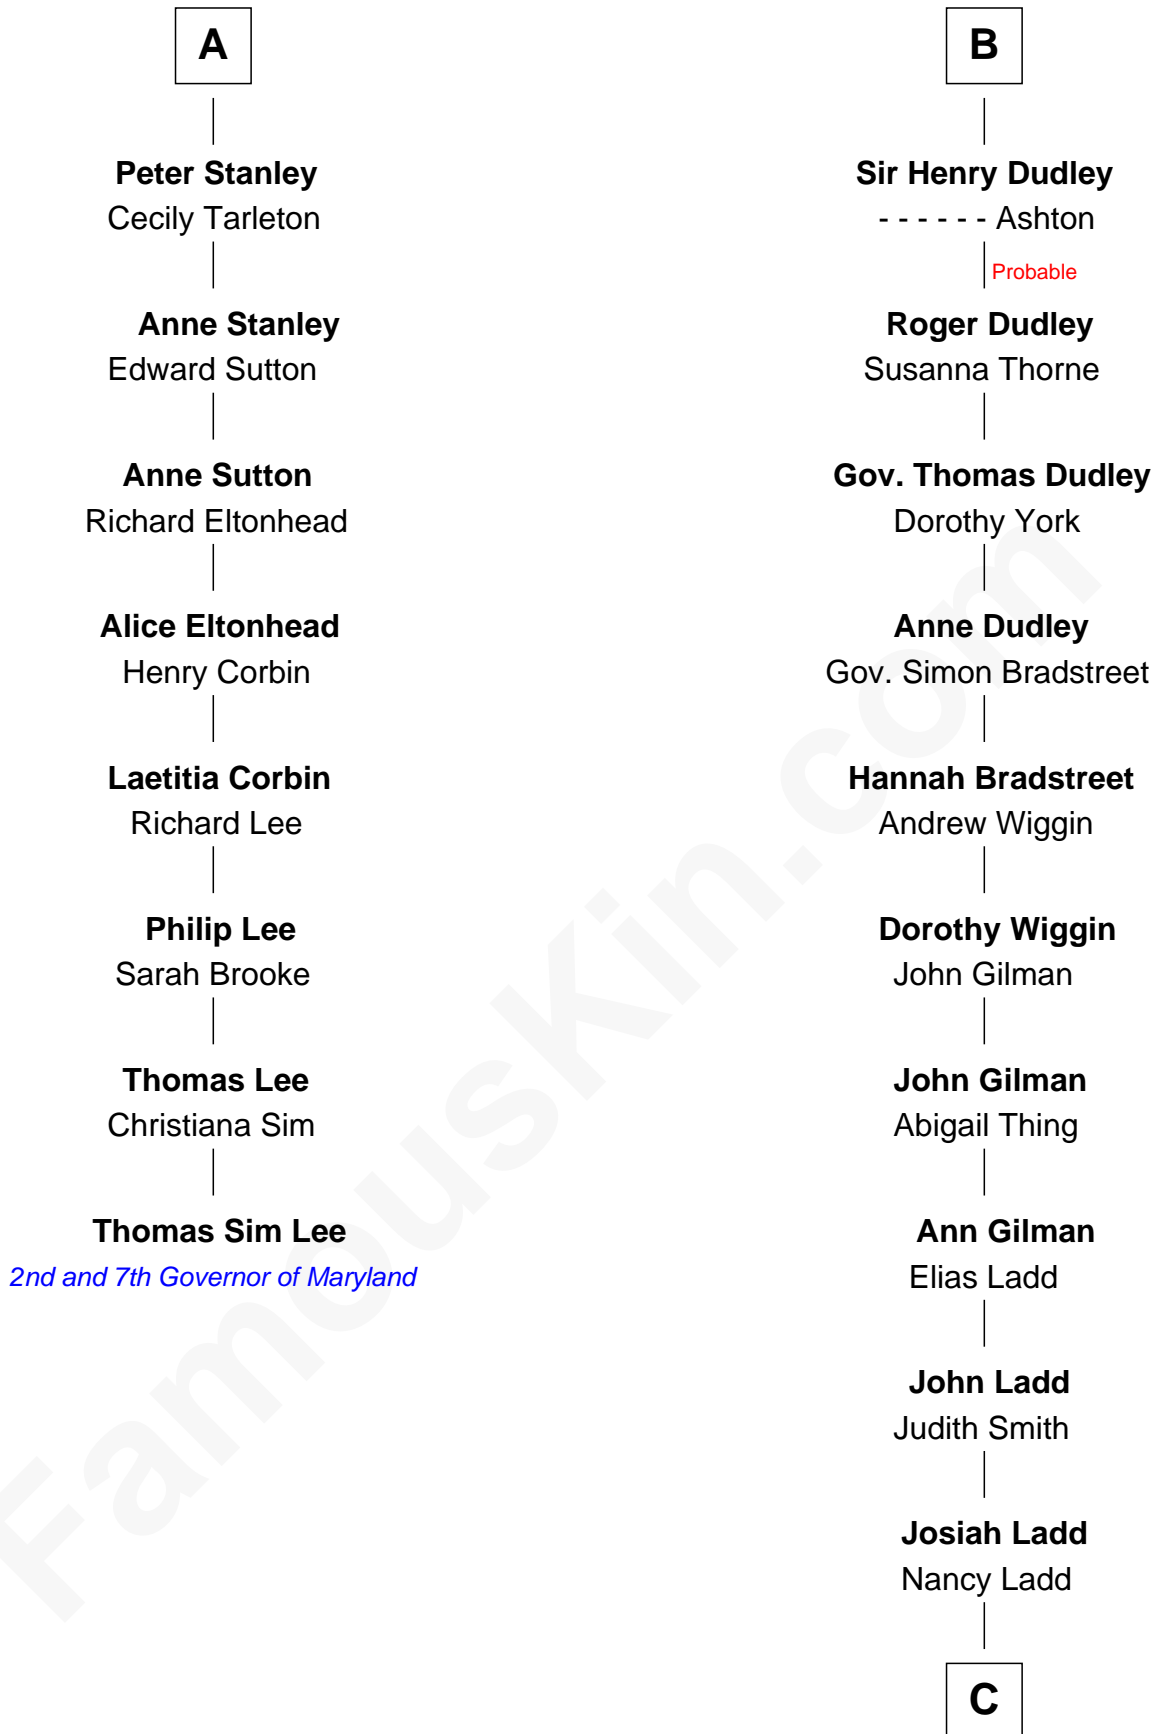 A
Peter Stanley
Cecily Tarleton
Anne Stanley
Edward Sutton
Anne Sutton
Richard Eltonhead
Alice Eltonhead
Henry Corbin
Laetitia Corbin
Richard Lee
Philip Lee
Sarah Brooke
Thomas Lee
Christiana Sim
Thomas Sim Lee
2nd and 7th Governor of Maryland
B
Sir Henry Dudley
- - - - - - Ashton
Probable
Roger Dudley
Susanna Thorne
Gov. Thomas Dudley
Dorothy York
Anne Dudley
Gov. Simon Bradstreet
Hannah Bradstreet
Andrew Wiggin
Dorothy Wiggin
John Gilman
John Gilman
Abigail Thing
Ann Gilman
Elias Ladd
John Ladd
Judith Smith
Josiah Ladd
Nancy Ladd
C
FamousKin.com